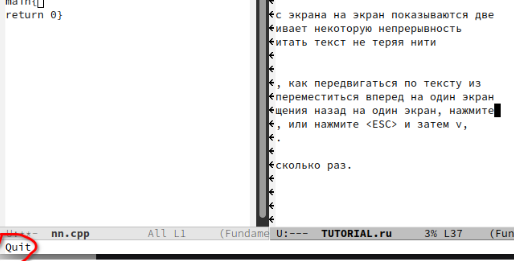 main{
return 0}
U:--- nn.cpp All L1 (Fundame
с экрана на экран показываются две
ивает некоторую непрерывность
итать текст не теряя нити
, как передвигаться по тексту из
переместиться вперед на один экран
щения назад на один экран, нажмите
, или нажмите <ESC> и затем v,
.
сколько раз.
U:--- TUTORIAL.ru 3% L37 (Fun
Quit